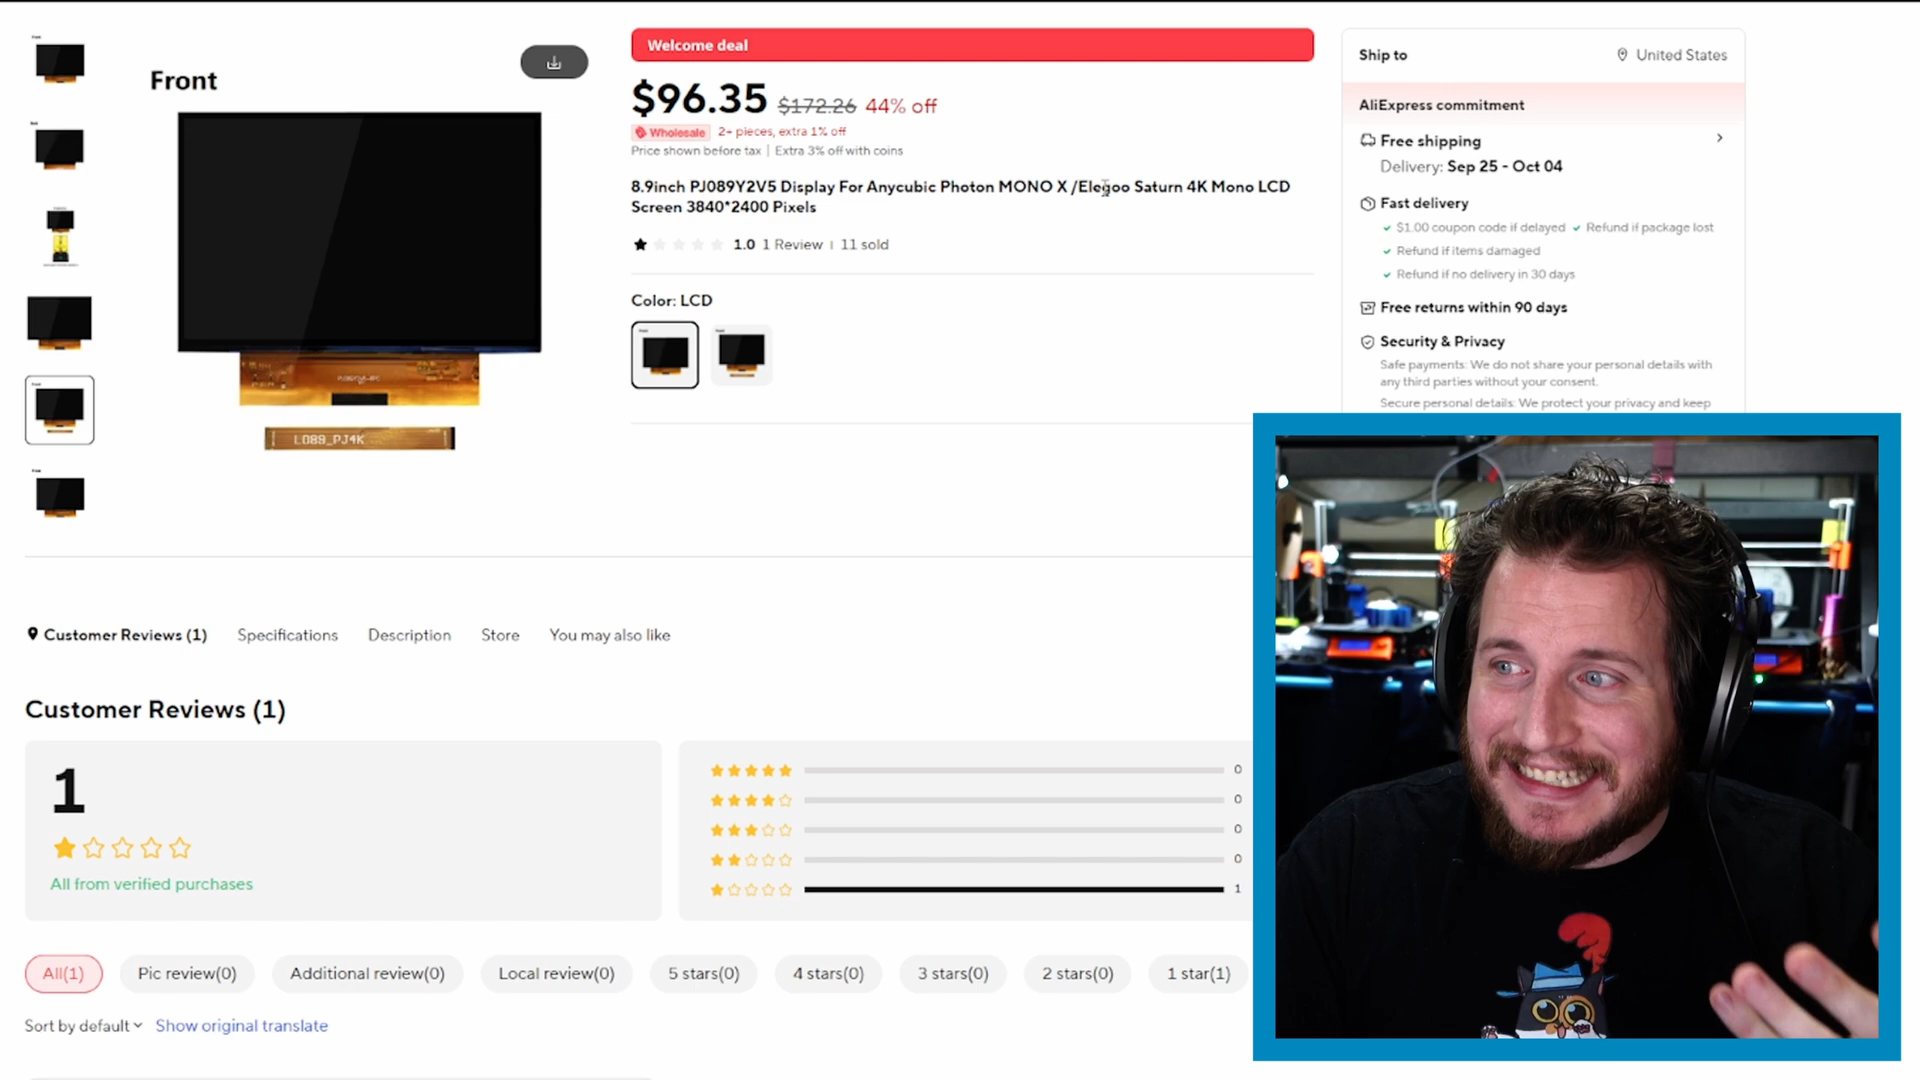 Front
L089_PJ4K
Welcome deal
$96.35 $172.26 44% off
Wholesale 2+ pieces, extra 1% off
Price shown before tax | Extra 3% off with coins
8.9inch PJ089Y2V5 Display For Anycubic Photon MONO X /Elegoo Saturn 4K Mono LCD
Screen 3840*2400 Pixels
1.0 1 Review | 11 sold
Color: LCD
Ship to United States
AliExpress commitment
Free shipping
Delivery: Sep 25 - Oct 04
Fast delivery
$1.00 coupon code if delayed Refund if package lost
Refund if items damaged
Refund if no delivery in 30 days
Free returns within 90 days
Security & Privacy
Safe payments: We do not share your personal details with
any third parties without your consent.
Secure personal details: We protect your privacy and keep
Customer Reviews (1) Specifications Description Store You may also like
Customer Reviews (1)
1
All from verified purchases
0
0
0
0
1
All(1) Pic review(0) Additional review(0) Local review(0) 5 stars(0) 4 stars(0) 3 stars(0) 2 stars(0) 1 star(1)
Sort by default Show original translate